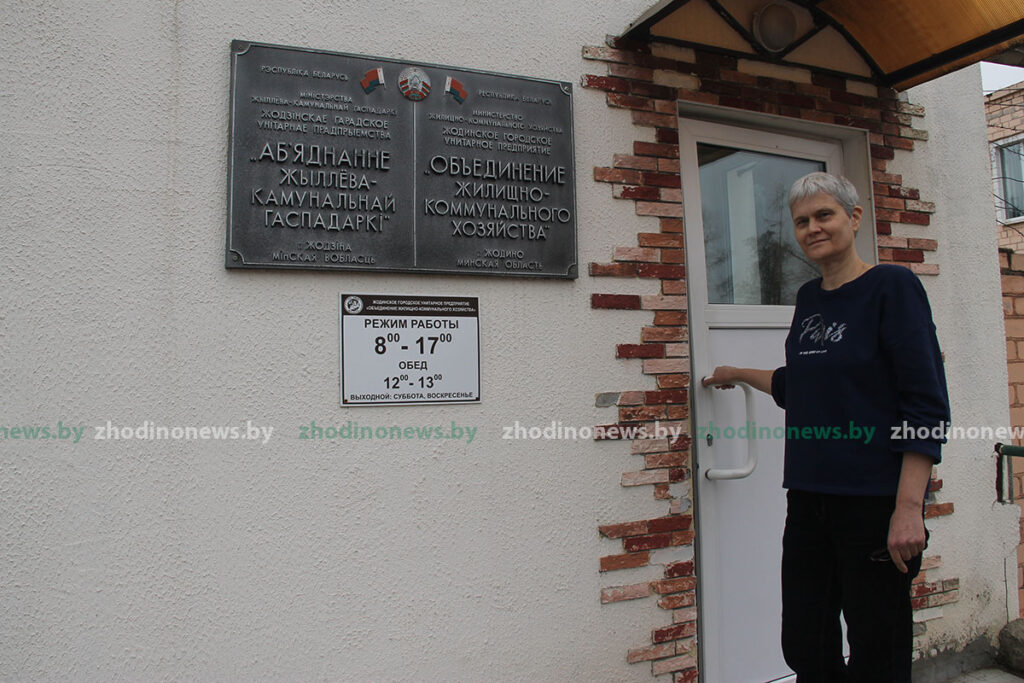 РЭСПУБЛІКА БЕЛАРУСЬ
МІНІСТЭРСТВА
ЖЫЛЛЁВА-КАМУНАЛЬНАЙ ГАСПАДАРКІ
ЖОДЗІНСКАЕ ГАРАДСКОЕ
УНІТАРНАЕ ПРАДПРЫЕМСТВА
"АБ'ЯДНАННЕ
ЖЫЛЛЁВА-
КАМУНАЛЬНАЙ
ГАСПАДАРКІ"
г. ЖОДЗІНА
МІНСКАЯ ВОБЛАСЦЬ
РЕСПУБЛИКА БЕЛАРУСЬ
МИНИСТЕРСТВО
ЖИЛИЩНО-КОММУНАЛЬНОГО ХОЗЯЙСТВА
ЖОДИНСКОЕ ГОРОДСКОЕ
УНИТАРНОЕ ПРЕДПРИЯТИЕ
"ОБЪЕДИНЕНИЕ
ЖИЛИЩНО-
КОММУНАЛЬНОГО
ХОЗЯЙСТВА"
г. ЖОДИНО
МИНСКАЯ ОБЛАСТЬ
ЖОДИНСКОЕ ГОРОДСКОЕ УНИТАРНОЕ ПРЕДПРИЯТИЕ
«ОБЪЕДИНЕНИЕ ЖИЛИЩНО-КОММУНАЛЬНОГО ХОЗЯЙСТВА»
РЕЖИМ РАБОТЫ
8⁰⁰ - 17⁰⁰
ОБЕД
12⁰⁰ - 13⁰⁰
ВЫХОДНОЙ: СУББОТА, ВОСКРЕСЕНЬЕ
Paris
news.by zhodinonews.by zhodinonews.by zhodinonews.by zhodinonews.by zhodinonews